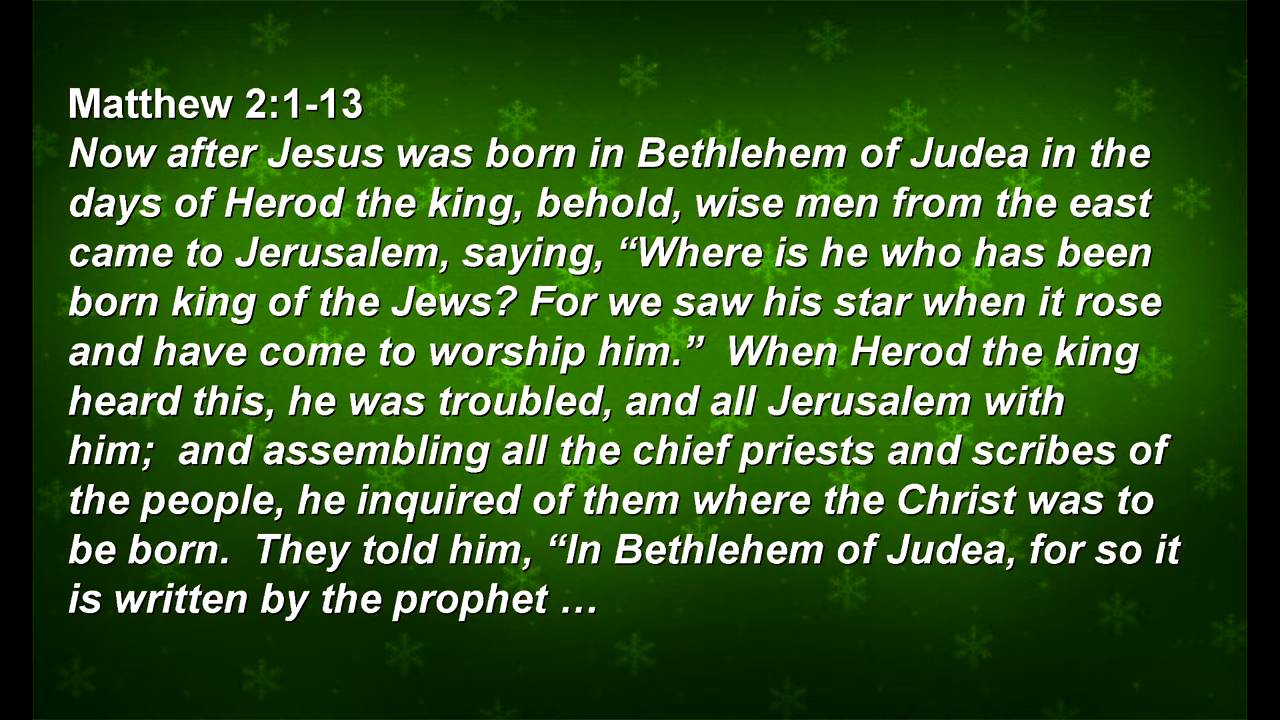 Matthew 2:1-13
Now after Jesus was born in Bethlehem of Judea in the
days of Herod the king, behold, wise men from the east
came to Jerusalem, saying, “Where is he who has been
born king of the Jews? For we saw his star when it rose
and have come to worship him.”  When Herod the king
heard this, he was troubled, and all Jerusalem with
him;  and assembling all the chief priests and scribes of
the people, he inquired of them where the Christ was to
be born.  They told him, “In Bethlehem of Judea, for so it
is written by the prophet …